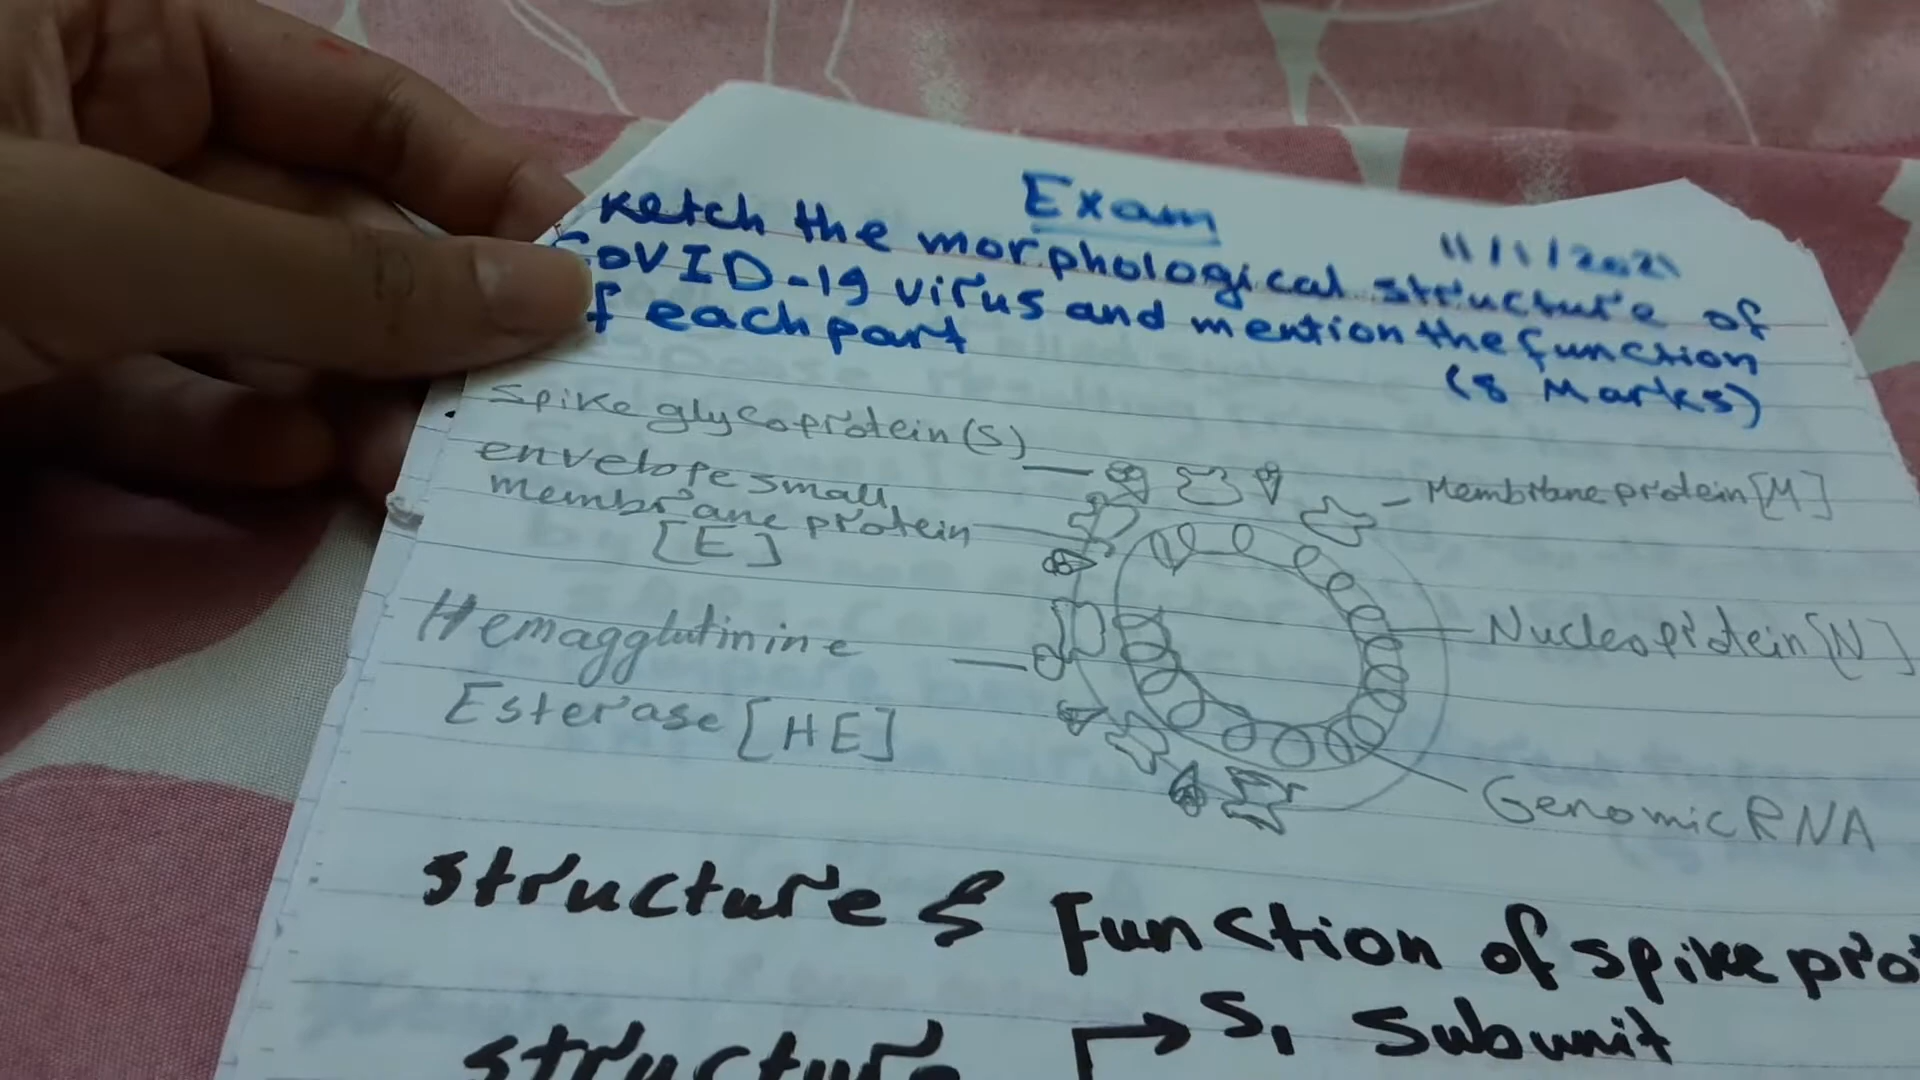 Exam
11/1/2021
ketch the morphological structure of
COVID-19 virus and mention the function
f each part
(8 Marks)
Spike glycoprotein (S)
envelope small
membrane protein
[E]
Hemagglutinine
Esterase [HE]
Membrane protein [M]
Nucleoprotein [N]
Genomic RNA
structure & Function of spike pro
structure
S1 Subunit